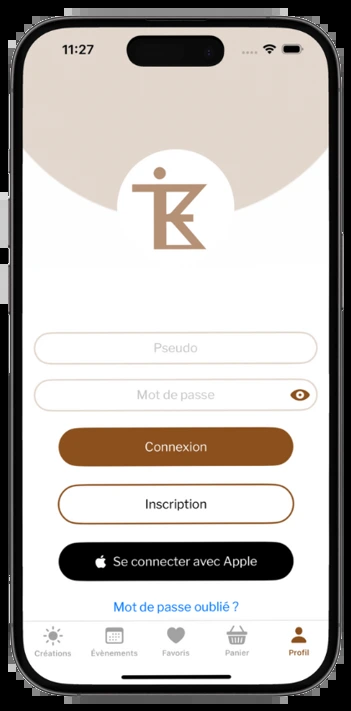 11:27
Pseudo
Mot de passe
Connexion
Inscription
Se connecter avec Apple
Mot de passe oublié ?
Créations
Évènements
Favoris
Panier
Profil